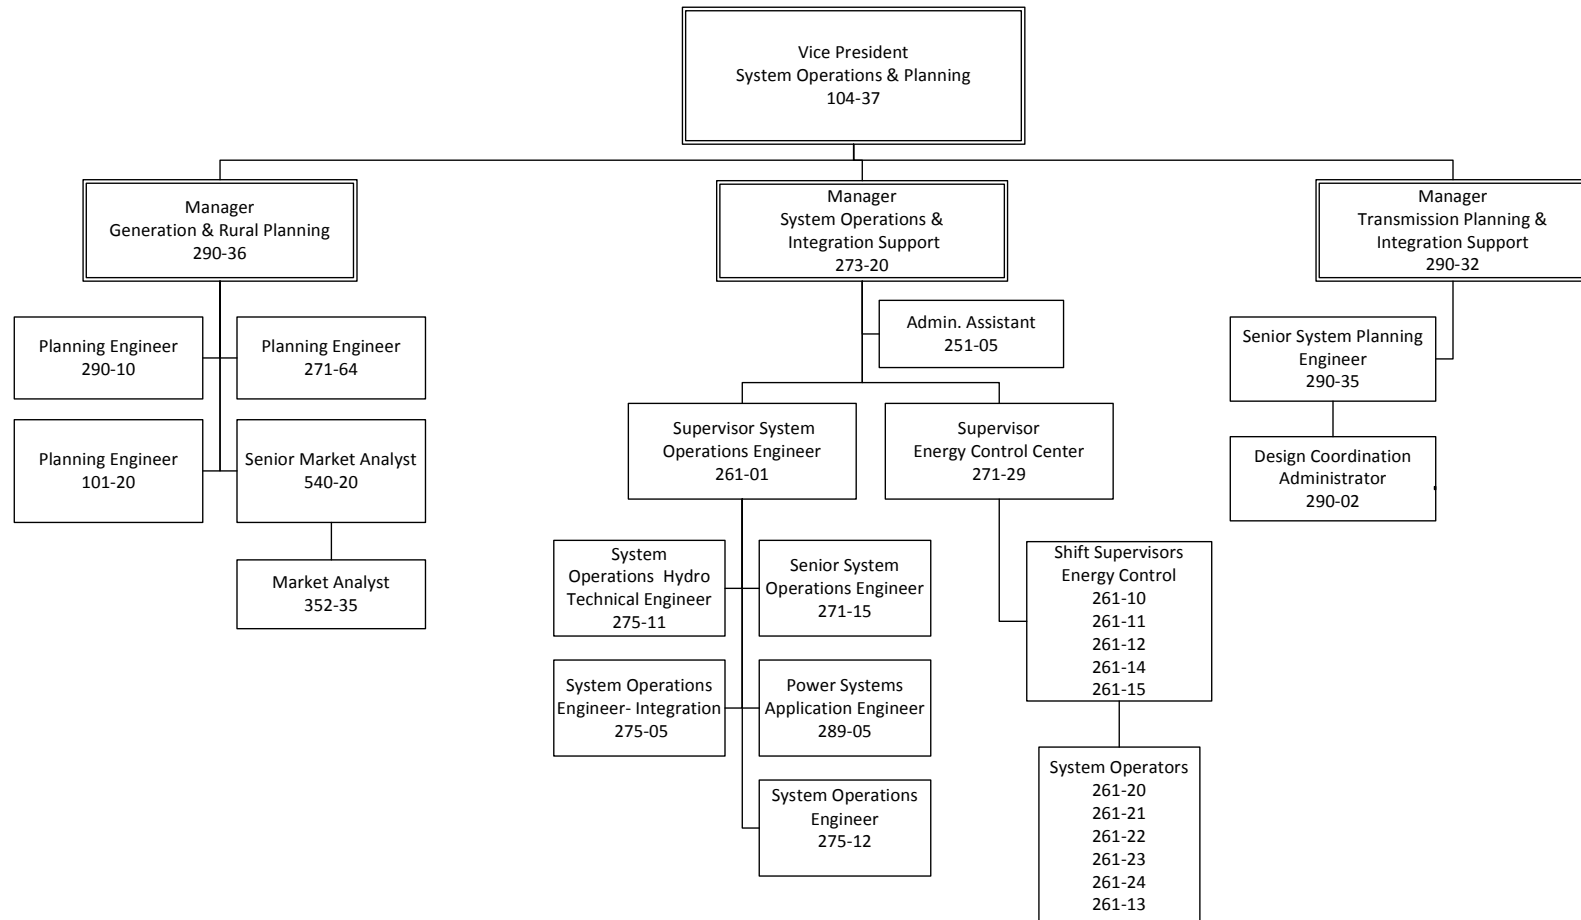 Vice President
System Operations & Planning
104-37
Manager
Generation & Rural Planning
290-36
Manager
System Operations &
Integration Support
273-20
Manager
Transmission Planning &
Integration Support
290-32
Planning Engineer
290-10
Planning Engineer
271-64
Planning Engineer
101-20
Senior Market Analyst
540-20
Market Analyst
352-35
Admin. Assistant
251-05
Supervisor System
Operations Engineer
261-01
Supervisor
Energy Control Center
271-29
System
Operations  Hydro
Technical Engineer
275-11
Senior System
Operations Engineer
271-15
System Operations
Engineer- Integration
275-05
Power Systems
Application Engineer
289-05
System Operations
Engineer
275-12
Shift Supervisors
Energy Control
261-10
261-11
261-12
261-14
261-15
System Operators
261-20
261-21
261-22
261-23
261-24
261-13
Senior System Planning
Engineer
290-35
Design Coordination
Administrator
290-02